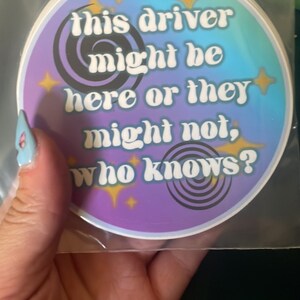 this driver
might be
here or they
might not,
who knows?